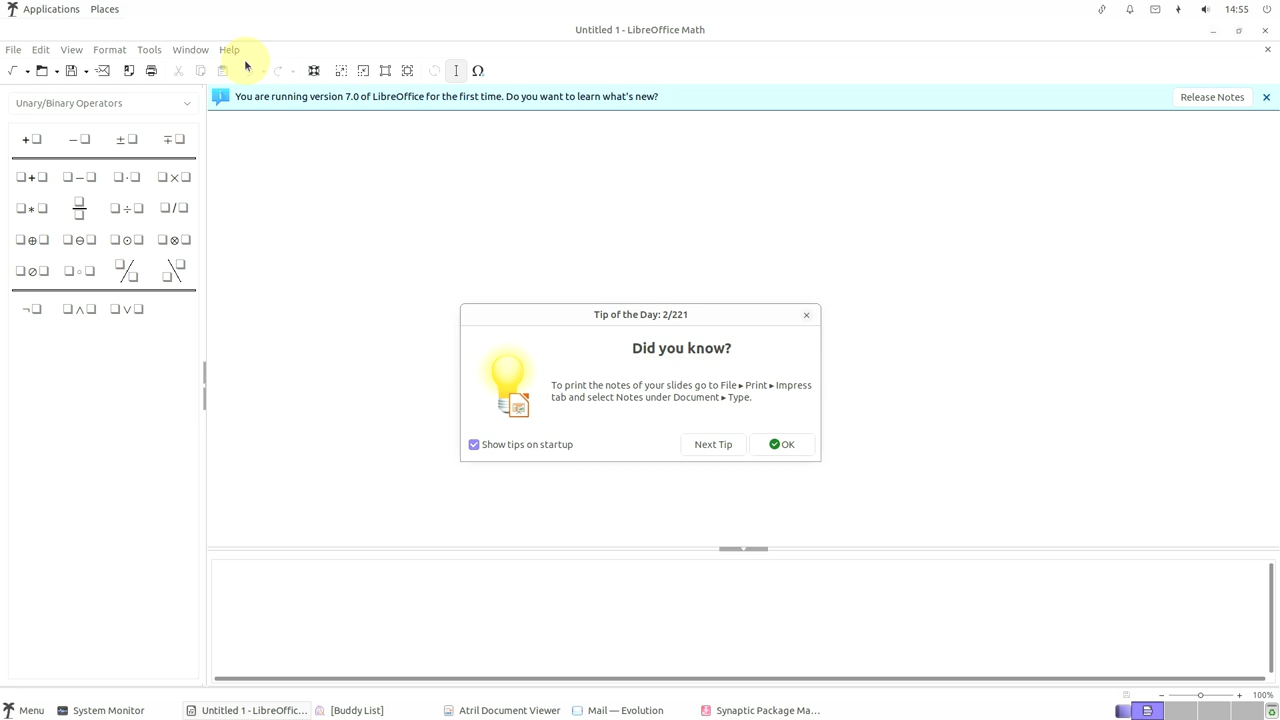 Applications Places 14:55
Untitled 1 - LibreOffice Math
File Edit View Format Tools Window Help
You are running version 7.0 of LibreOffice for the first time. Do you want to learn what's new? Release Notes
Unary/Binary Operators
Tip of the Day: 2/221
Did you know?
To print the notes of your slides go to File ▸ Print ▸ Impress
tab and select Notes under Document ▸ Type.
Show tips on startup Next Tip OK
100%
Menu System Monitor Untitled 1 - LibreOffic... [Buddy List] Atril Document Viewer Mail — Evolution Synaptic Package Ma...